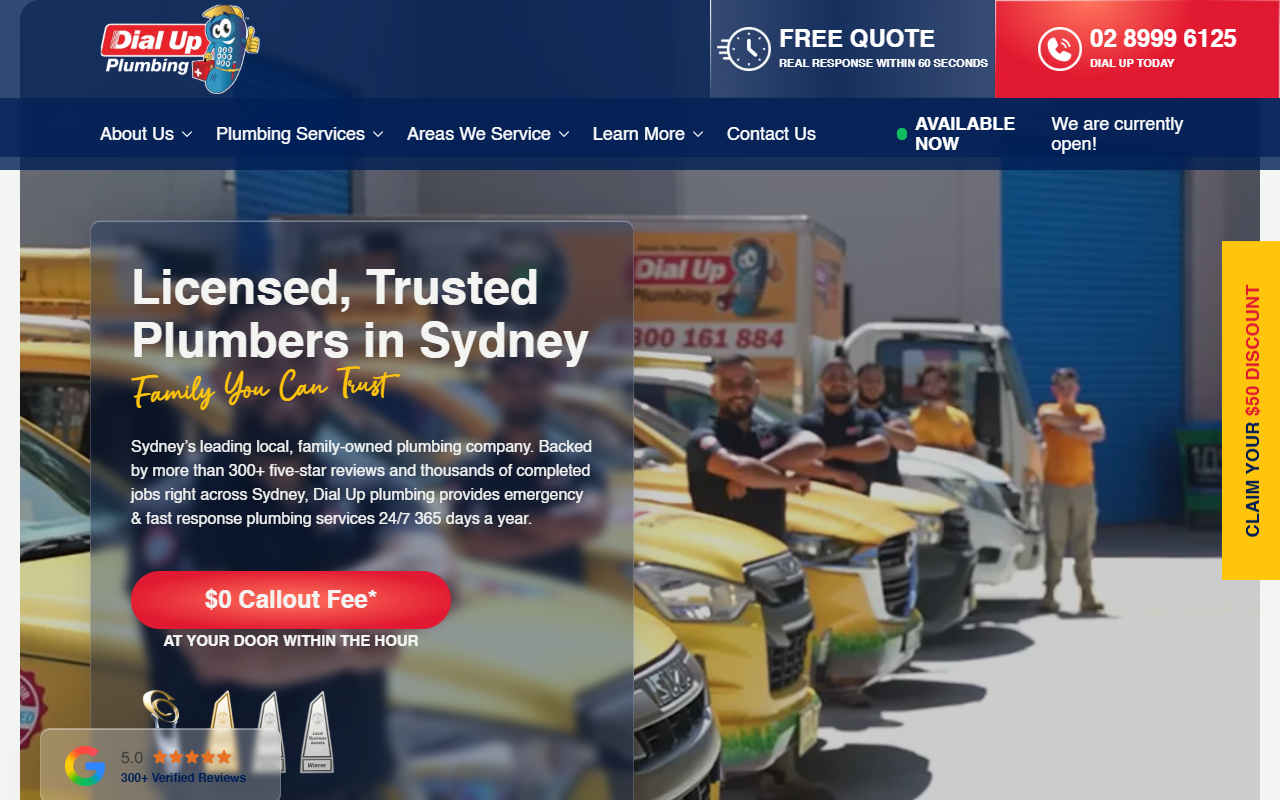 Dial Up
Plumbing
FREE QUOTE
REAL RESPONSE WITHIN 60 SECONDS
02 8999 6125
DIAL UP TODAY
About Us
Plumbing Services
Areas We Service
Learn More
Contact Us
AVAILABLE
NOW
We are currently
open!
Licensed, Trusted
Plumbers in Sydney
Family You Can Trust
Sydney’s leading local, family-owned plumbing company. Backed
by more than 300+ five-star reviews and thousands of completed
jobs right across Sydney, Dial Up plumbing provides emergency
& fast response plumbing services 24/7 365 days a year.
$0 Callout Fee*
AT YOUR DOOR WITHIN THE HOUR
Local
Business
Awards
Winner
5.0
300+ Verified Reviews
Dial Up
Plumbing
300 161 884
CLAIM YOUR $50 DISCOUNT